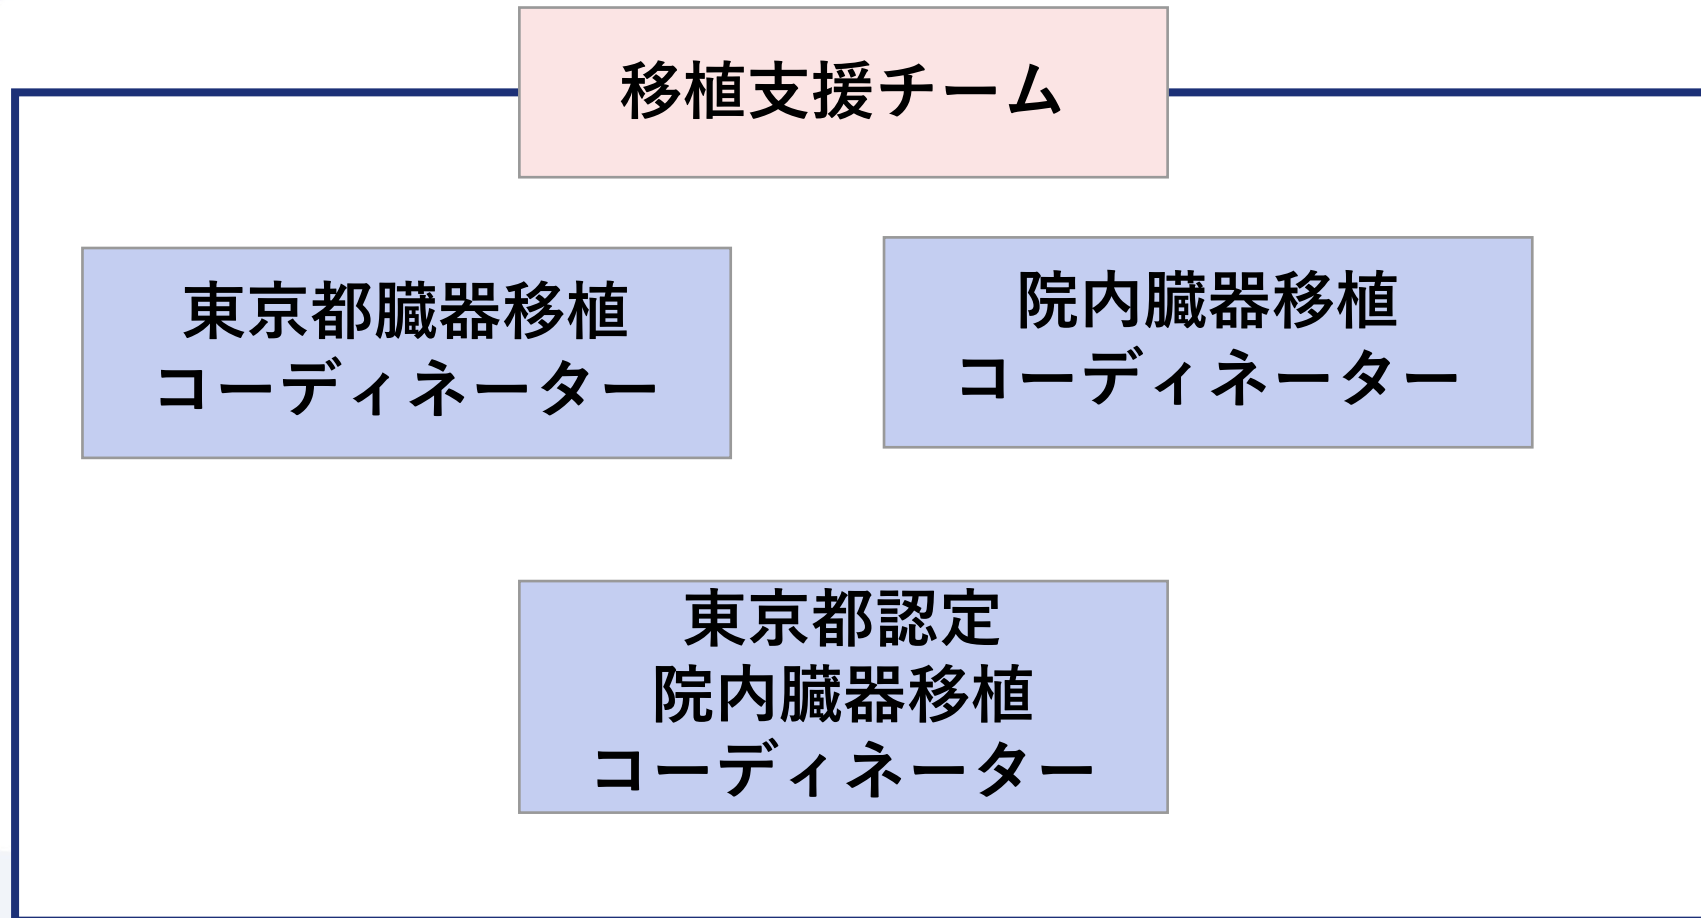 移植支援チーム
東京都臓器移植
コーディネーター
院内臓器移植
コーディネーター
東京都認定
院内臓器移植
コーディネーター